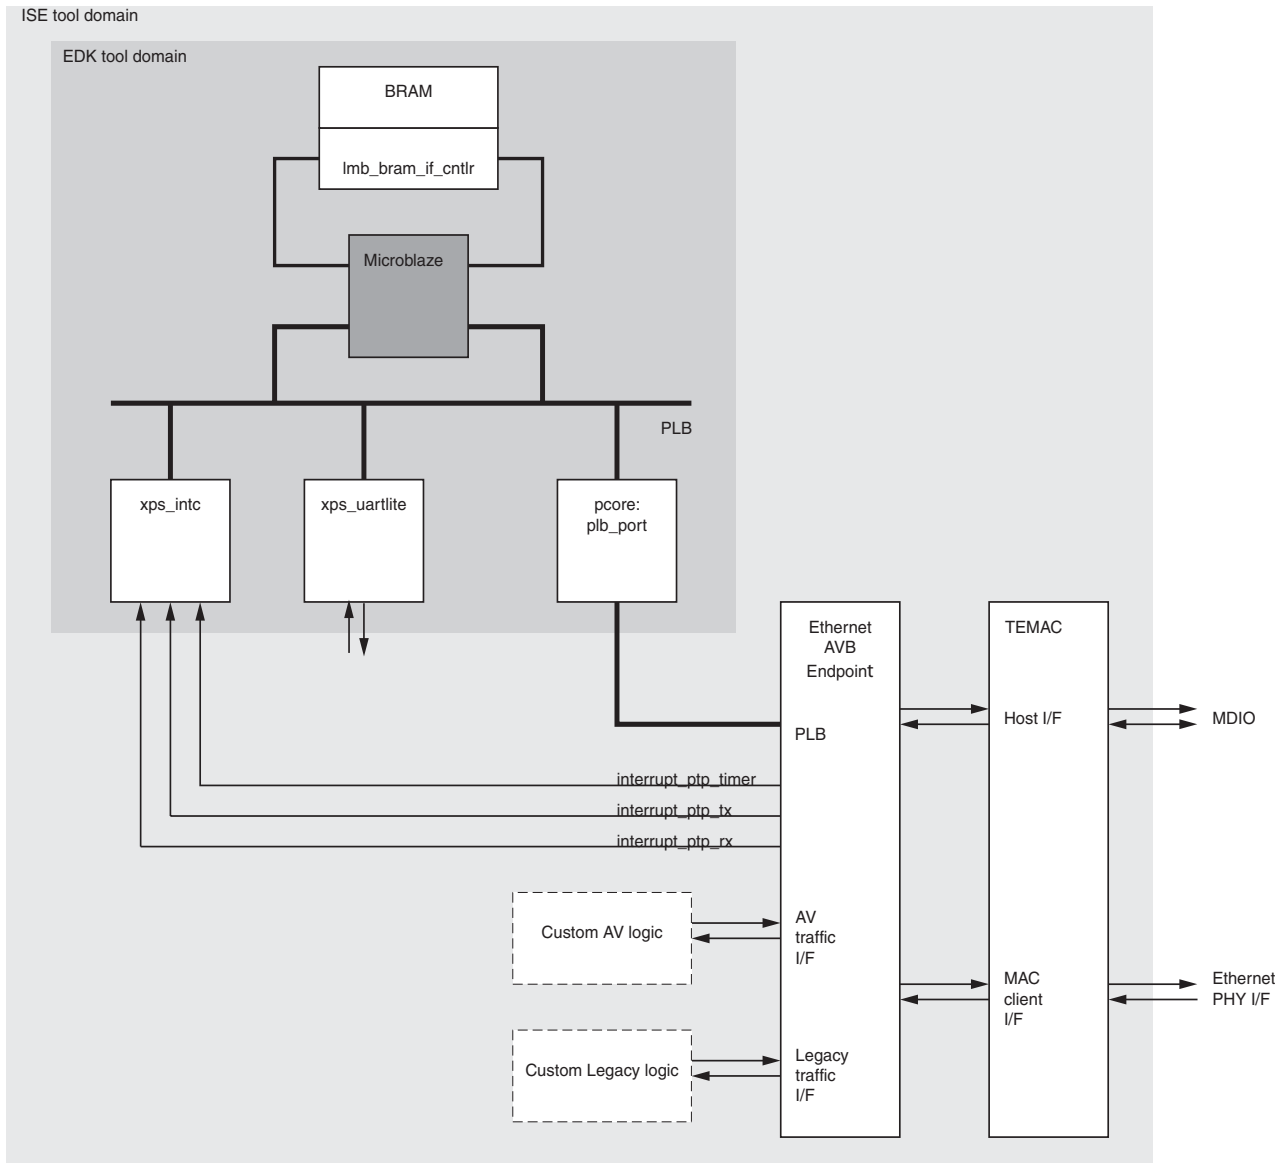 ISE tool domain
EDK tool domain
BRAM
lmb_bram_if_cntlr
Microblaze
PLB
xps_intc
xps_uartlite
pcore:
plb_port
Ethernet
AVB
Endpoint
PLB
TEMAC
Host I/F
MDIO
interrupt_ptp_timer
interrupt_ptp_tx
interrupt_ptp_rx
Custom AV logic
AV
traffic
I/F
MAC
client
I/F
Ethernet
PHY I/F
Custom Legacy logic
Legacy
traffic
I/F